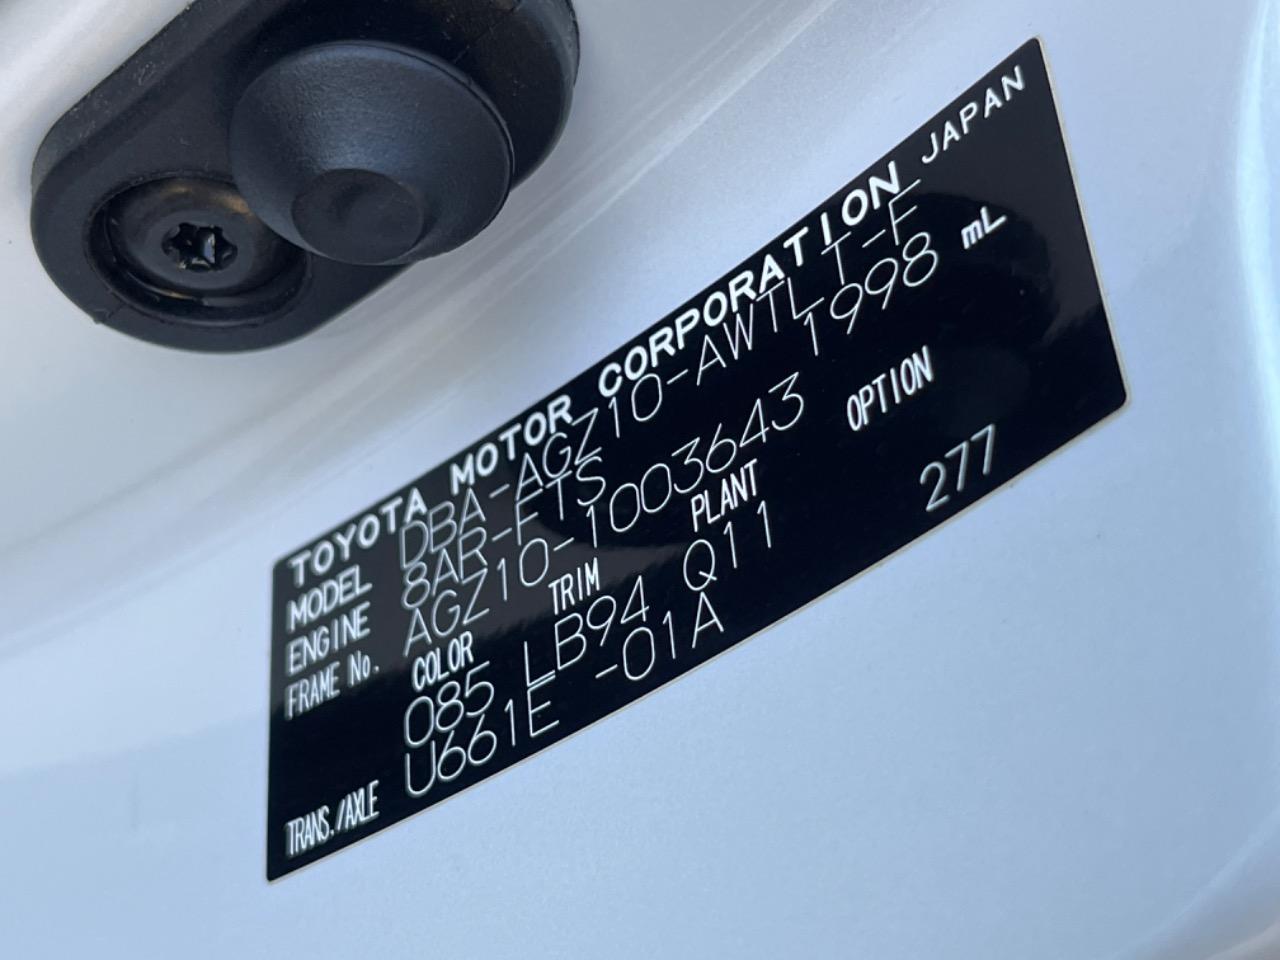 TOYOTA MOTOR CORPORATION JAPAN
MODEL DBA-AGZ10-AWTLT-F
ENGINE 8AR-FTS 1998 mL
FRAME No. AGZ10-1003643
COLOR TRIM PLANT OPTION
085 LB94 Q11 277
TRANS./AXLE U661E -01A